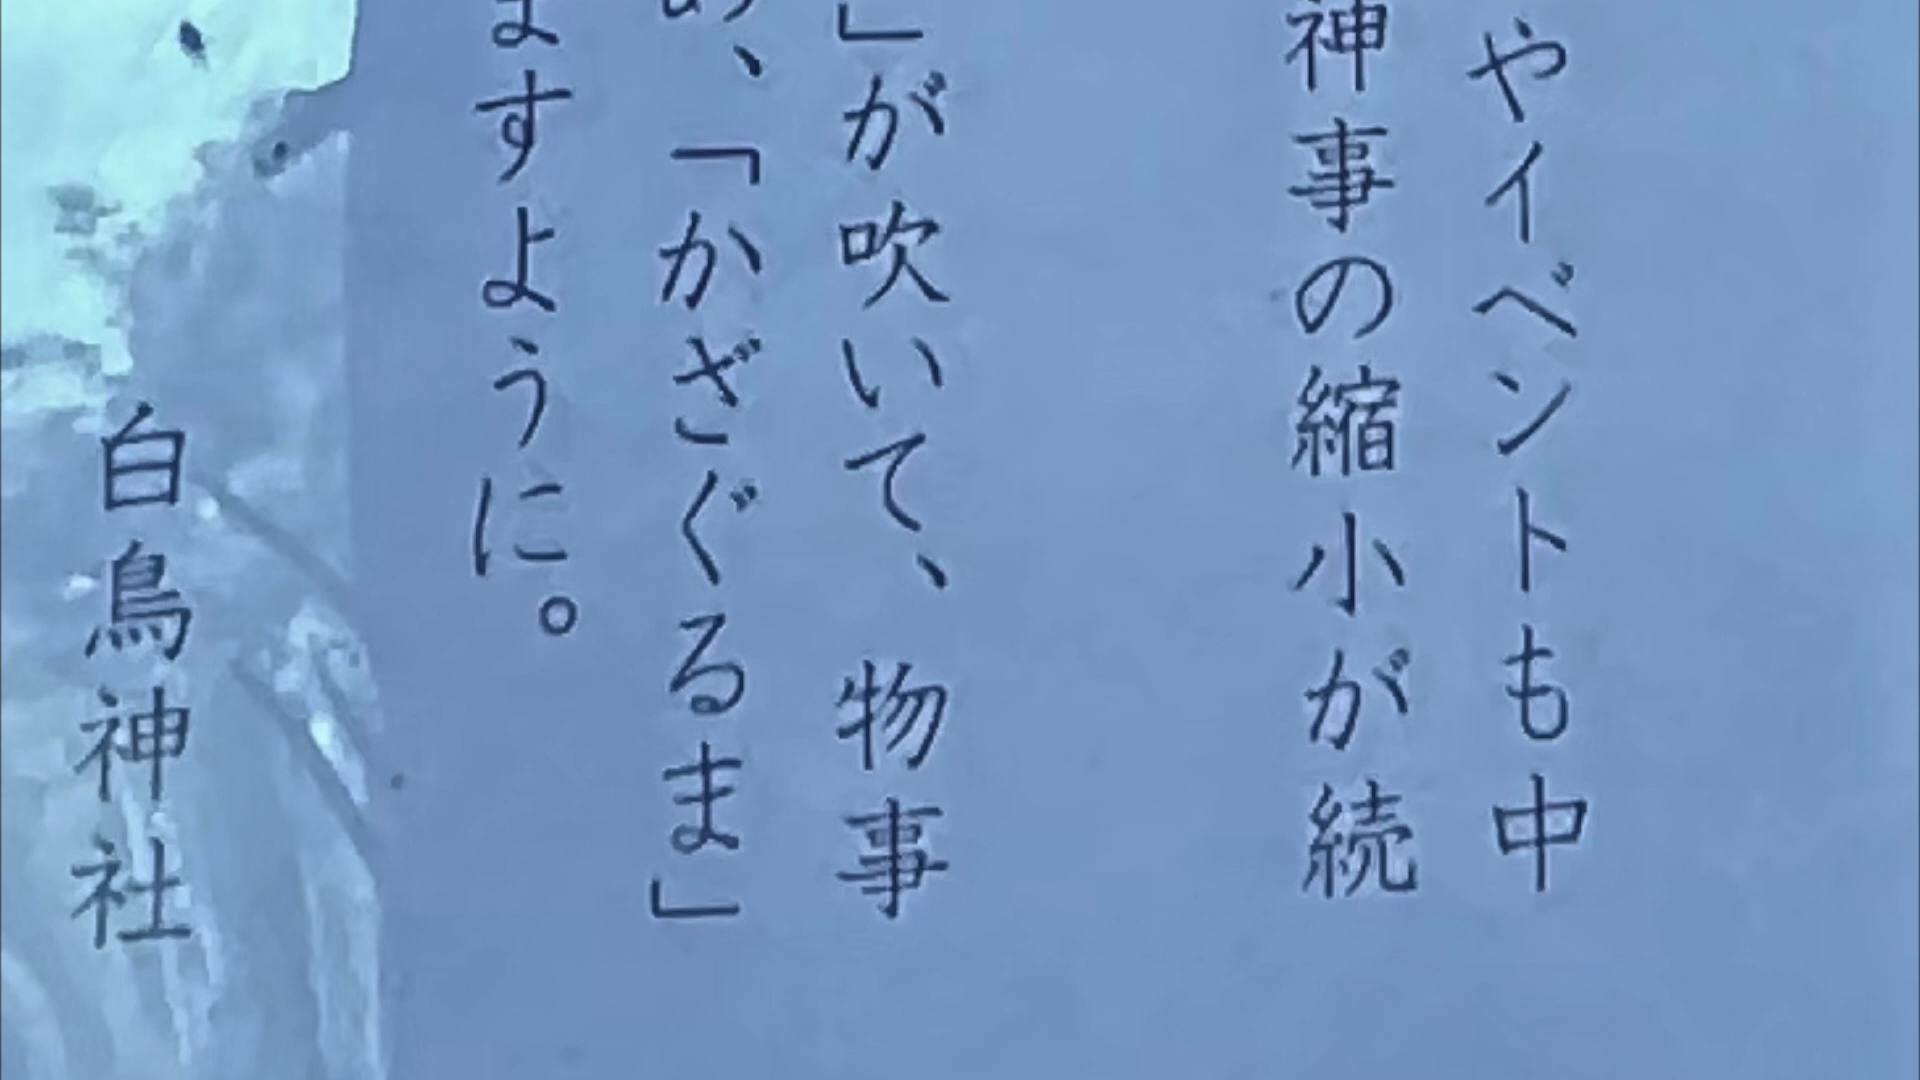 やイベントも中
神事の縮小が続
」が吹いて、物事
め、「かざぐるま」
ますように。
白鳥神社